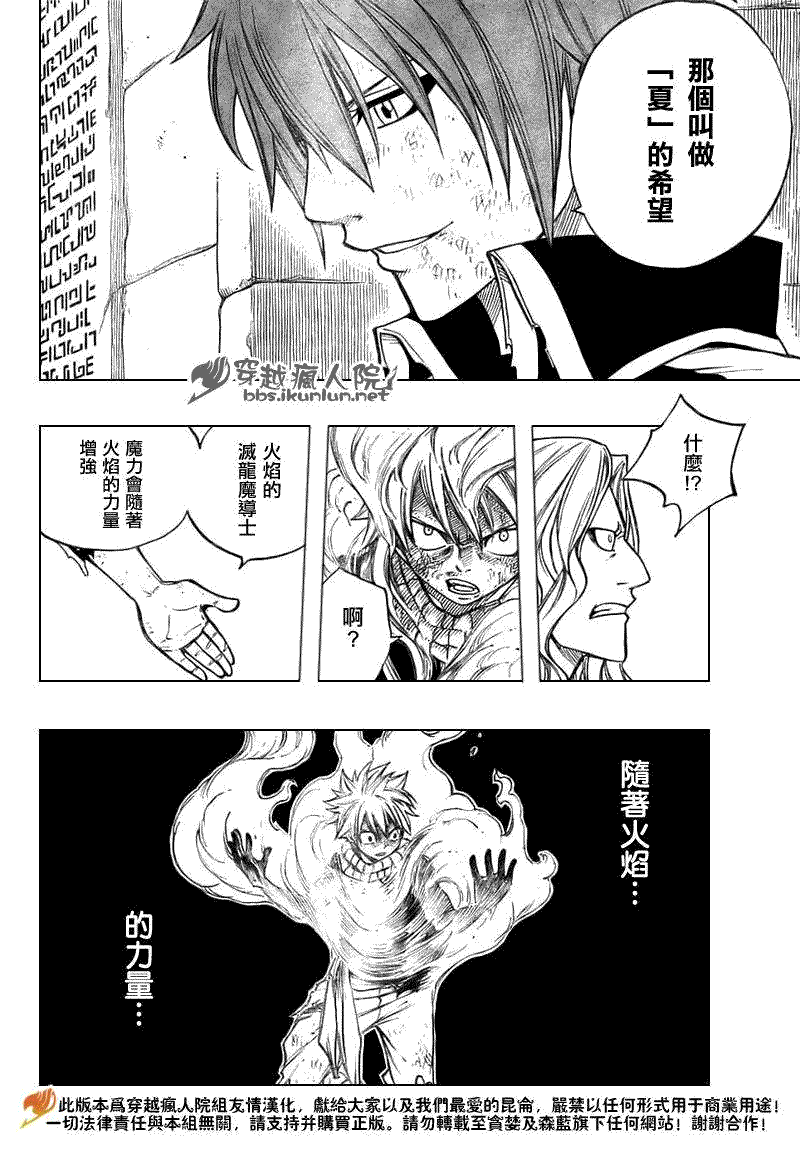 那個叫做
「夏」的希望
穿越瘋人院
bbs.ikunlun.net
什麼!?
啊?
火焰的
滅龍魔導士
魔力會隨著
火焰的力量
增強
隨著火焰…
的力量…
此版本爲穿越瘋人院組友情漢化，獻給大家以及我們最愛的昆侖，嚴禁以任何形式用于商業用途!
一切法律責任與本組無關，請支持并購買正版。請勿轉載至貪婪及森藍旗下任何網站! 謝謝合作!